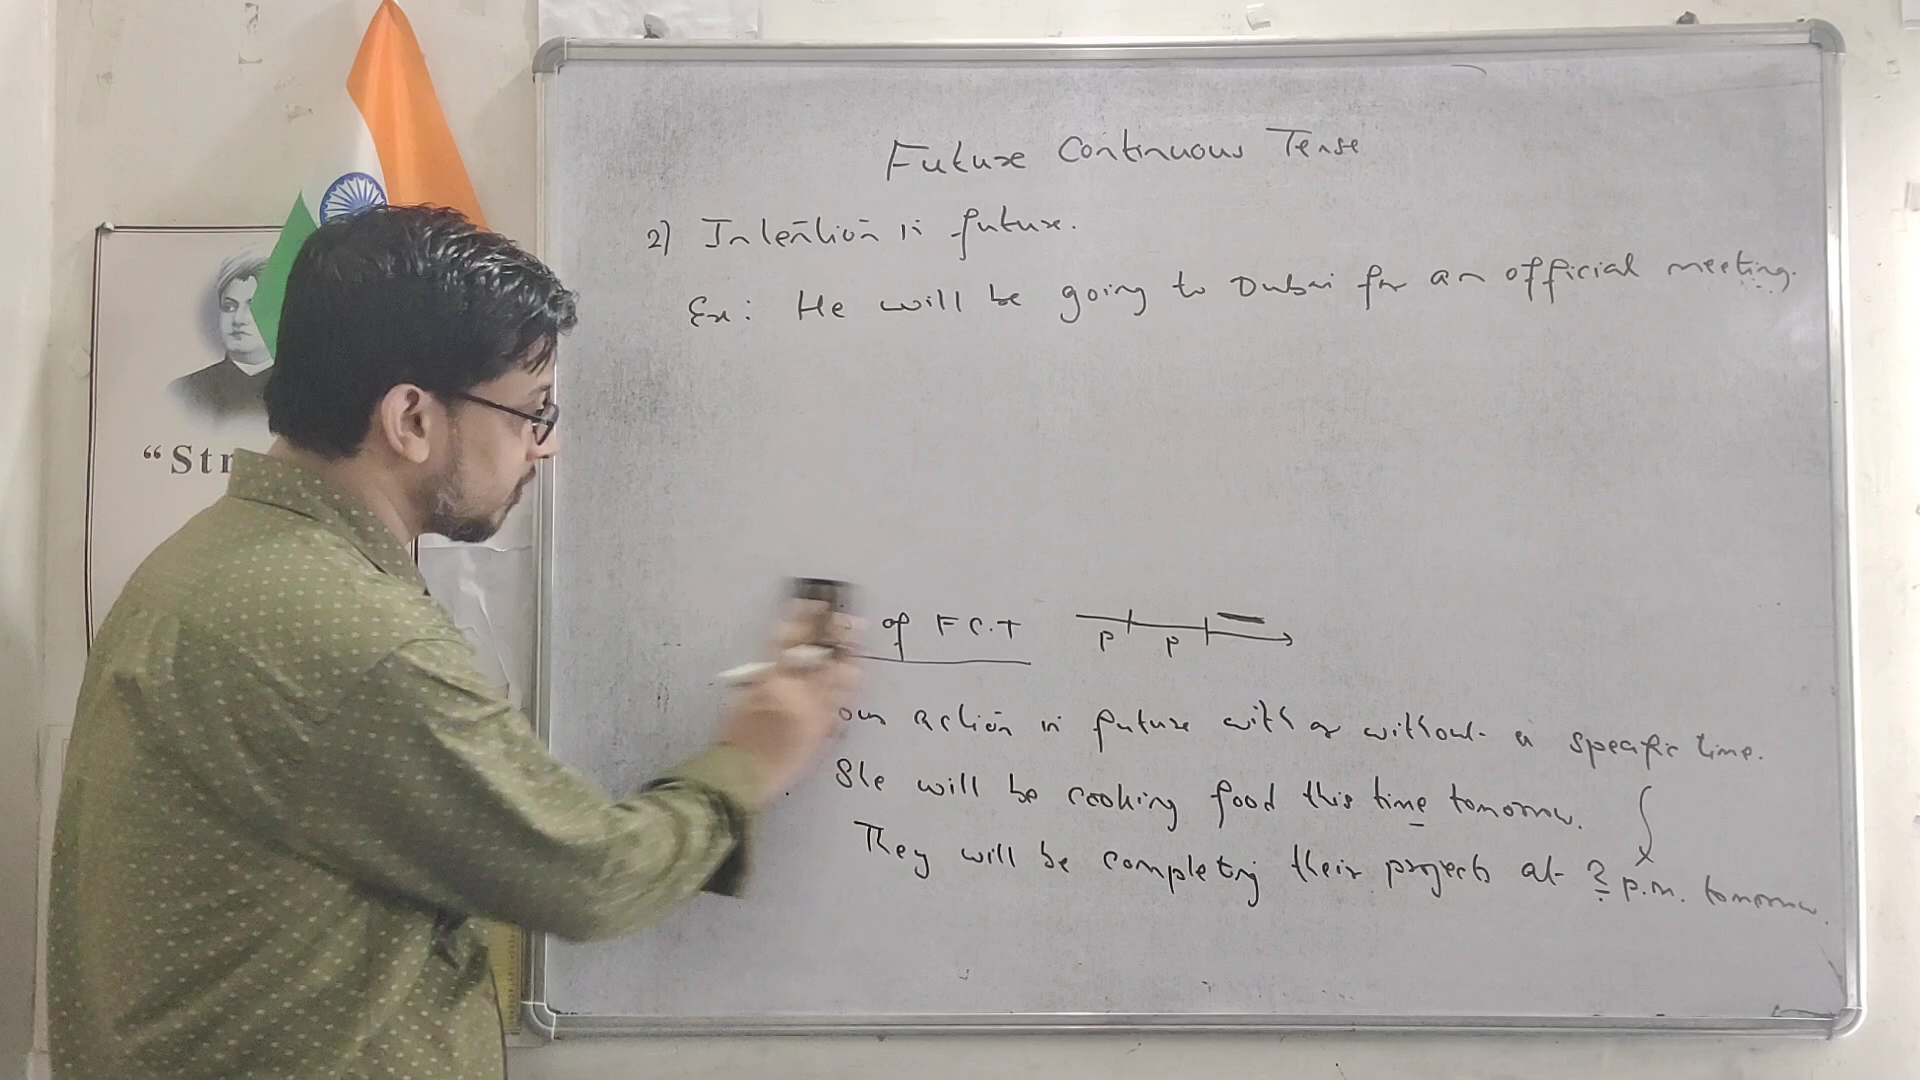 Future Continuous Tense
2) Intention in future.
Ex: He will be going to Dubai for an official meeting.
“Str
of F.C.T
P P
ous action in future with or without a specific time.
She will be cooking food this time tomorrow.
They will be completing their projects at 2 p.m. tomorrow.